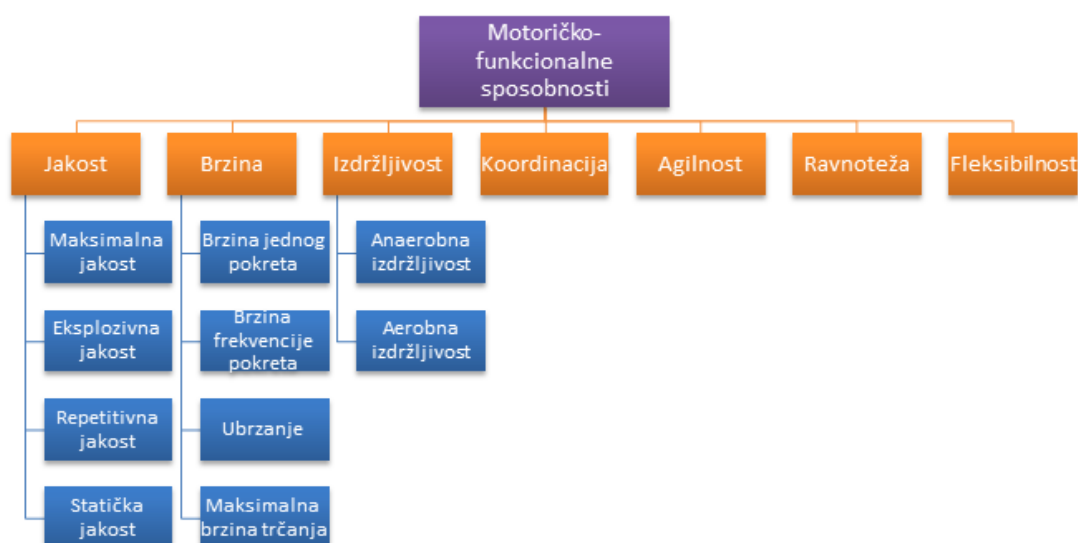 Motoričko-
funkcionalne
sposobnosti
Jakost
Brzina
Izdržljivost
Koordinacija
Agilnost
Ravnoteža
Fleksibilnost
Maksimalna
jakost
Eksplozivna
jakost
Repetitivna
jakost
Statička
jakost
Brzina jednog
pokreta
Brzina
frekvencije
pokreta
Ubrzanje
Maksimalna
brzina trčanja
Anaerobna
izdržljivost
Aerobna
izdržljivost